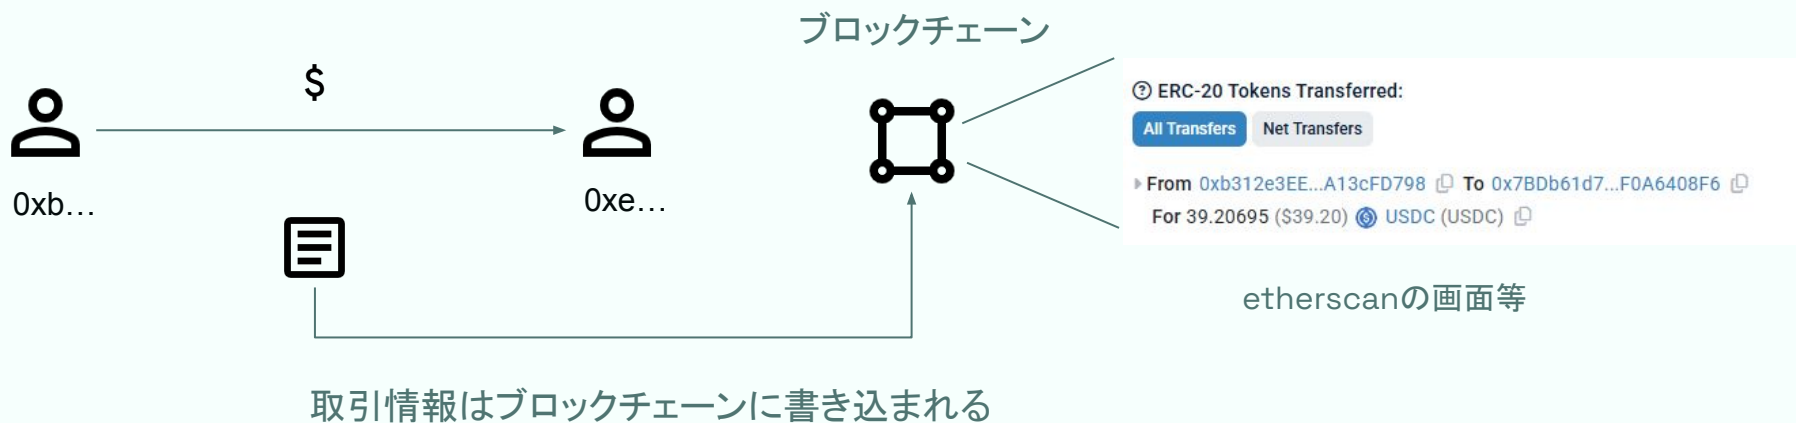 ブロックチェーン
$
0xb...
0xe...
ERC-20 Tokens Transferred:
All Transfers Net Transfers
From 0xb312e3EE...A13cFD798 To 0x7BDb61d7...F0A6408F6
For 39.20695 ($39.20) USDC (USDC)
etherscanの画面等
取引情報はブロックチェーンに書き込まれる